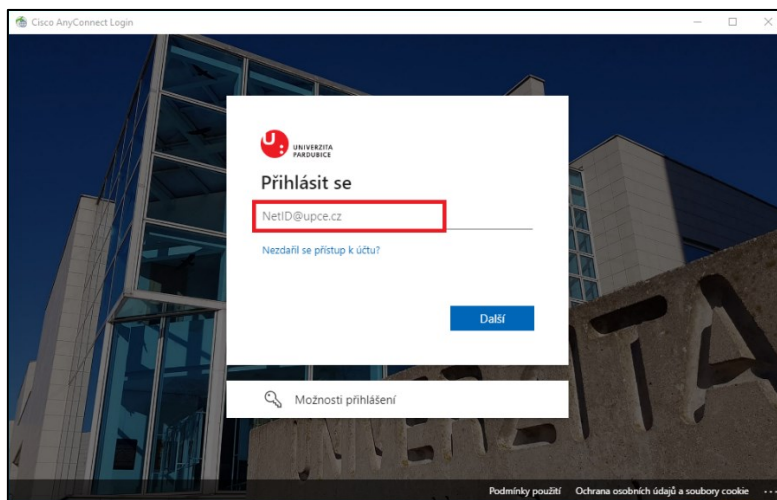 Cisco AnyConnect Login
U:
UNIVERZITA
PARDUBICE
Přihlásit se
NetID@upce.cz
Nezdařil se přístup k účtu?
Další
Možnosti přihlášení
UNIVERZITA
Podmínky použití Ochrana osobních údajů a soubory cookie ...